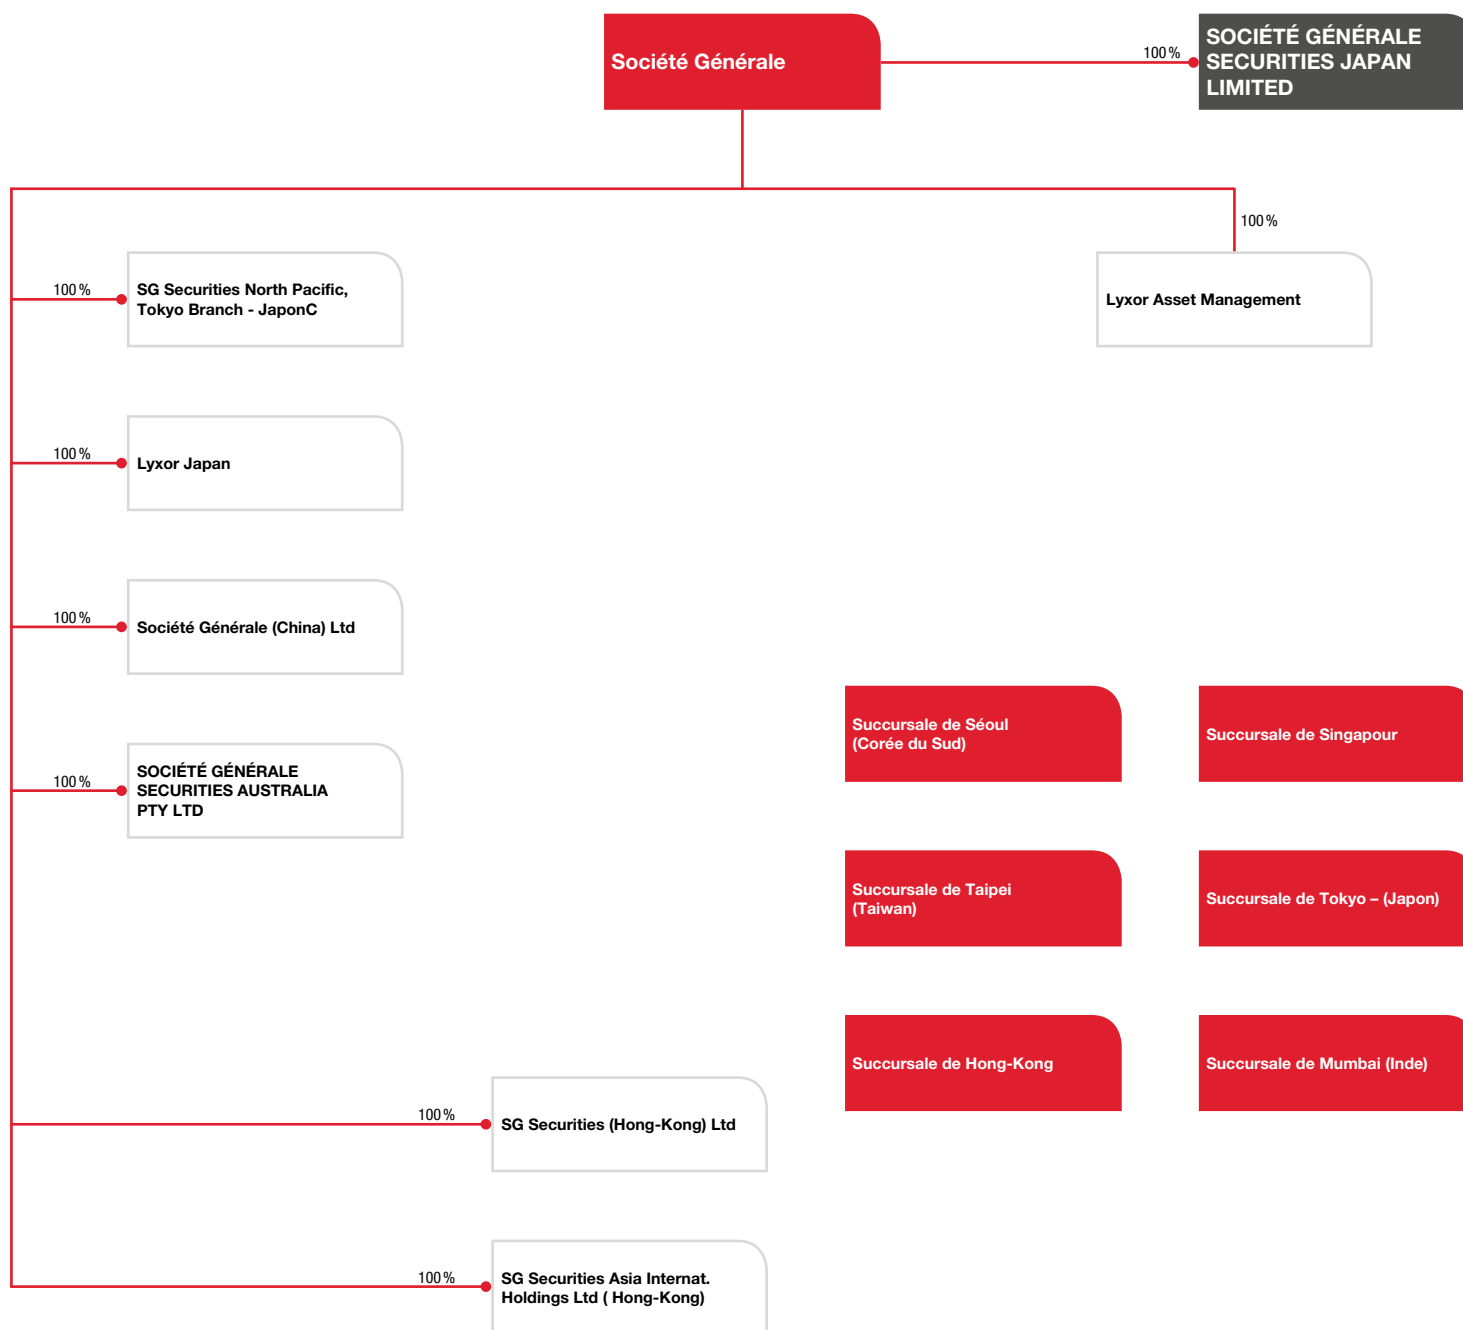 Société Générale
100 %
SOCIÉTÉ GÉNÉRALE
SECURITIES JAPAN
LIMITED
100 %
100 %
SG Securities North Pacific,
Tokyo Branch - JaponC
Lyxor Asset Management
100 %
Lyxor Japan
100 %
Société Générale (China) Ltd
100 %
SOCIÉTÉ GÉNÉRALE
SECURITIES AUSTRALIA
PTY LTD
Succursale de Séoul
(Corée du Sud)
Succursale de Singapour
Succursale de Taipei
(Taiwan)
Succursale de Tokyo – (Japon)
Succursale de Hong-Kong
Succursale de Mumbai (Inde)
100 %
SG Securities (Hong-Kong) Ltd
100 %
SG Securities Asia Internat.
Holdings Ltd ( Hong-Kong)